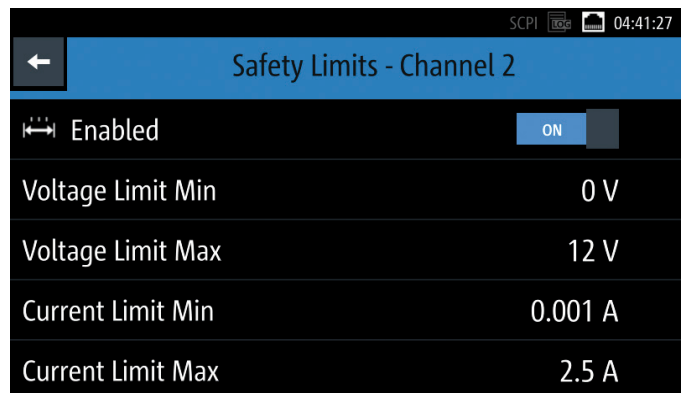 SCPI LOG 04:41:27
Safety Limits - Channel 2
Enabled ON
Voltage Limit Min 0 V
Voltage Limit Max 12 V
Current Limit Min 0.001 A
Current Limit Max 2.5 A